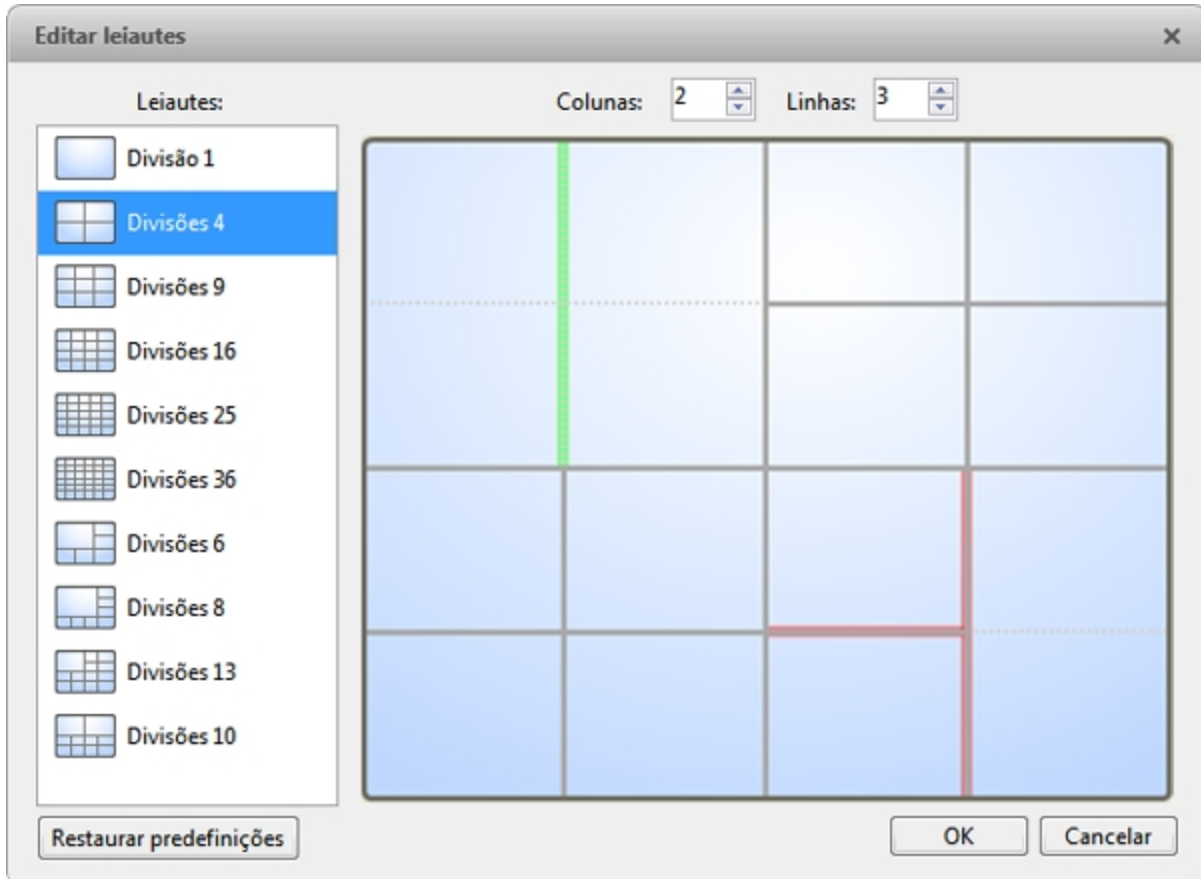 Editar leiautes
Leiautes:
Colunas: 2 Linhas: 3
Divisão 1
Divisões 4
Divisões 9
Divisões 16
Divisões 25
Divisões 36
Divisões 6
Divisões 8
Divisões 13
Divisões 10
Restaurar predefinições
OK
Cancelar